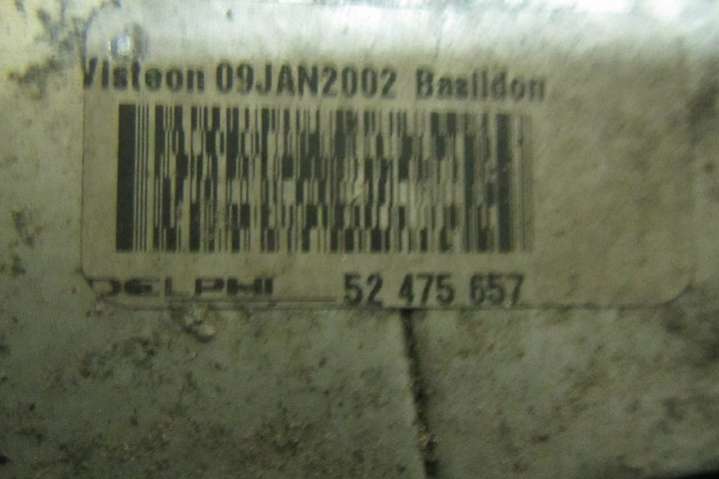 Visteon 09JAN2002 Basildon
DELPHI 52 475 657